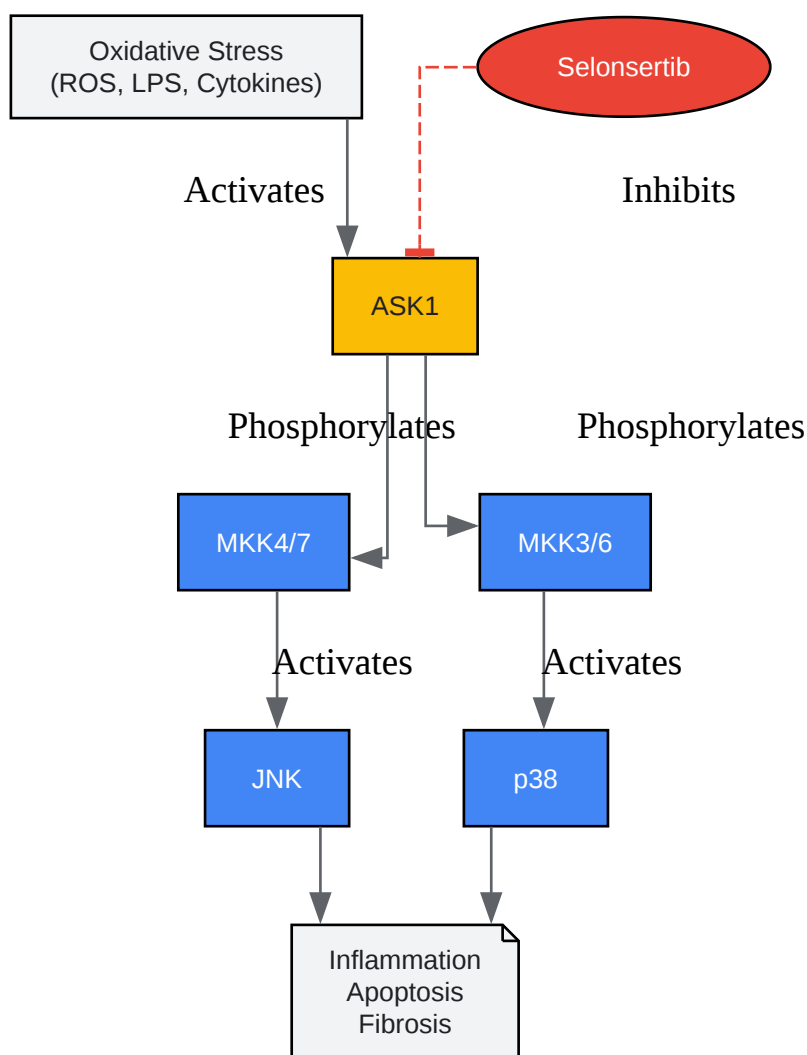 Oxidative Stress
(ROS, LPS, Cytokines)
Selonsertib
Activates
Inhibits
ASK1
Phosphorylates
Phosphorylates
MKK4/7
MKK3/6
Activates
Activates
JNK
p38
Inflammation
Apoptosis
Fibrosis